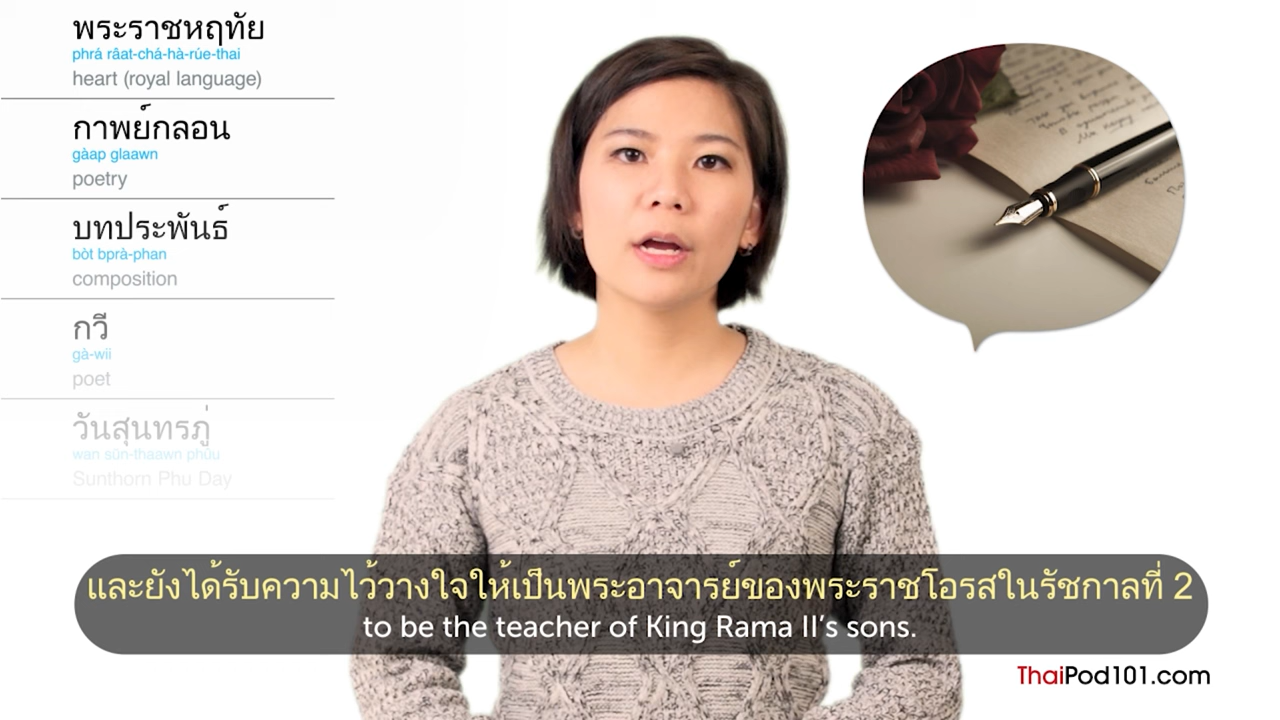 พระราชหฤทัย
phrá râat-chá-hà-rúe-thai
heart (royal language)
กาพย์กลอน
gàap glaawn
poetry
บทประพันธ์
bòt bprà-phan
composition
กวี
gà-wii
poet
วันสุนทรภู่
wan sŭn-thaawn phûu
Sunthorn Phu Day
และยังได้รับความไว้วางใจให้เป็นพระอาจารย์ของพระราชโอรสในรัชกาลที่ 2
to be the teacher of King Rama II's sons.
ThaiPod101.com